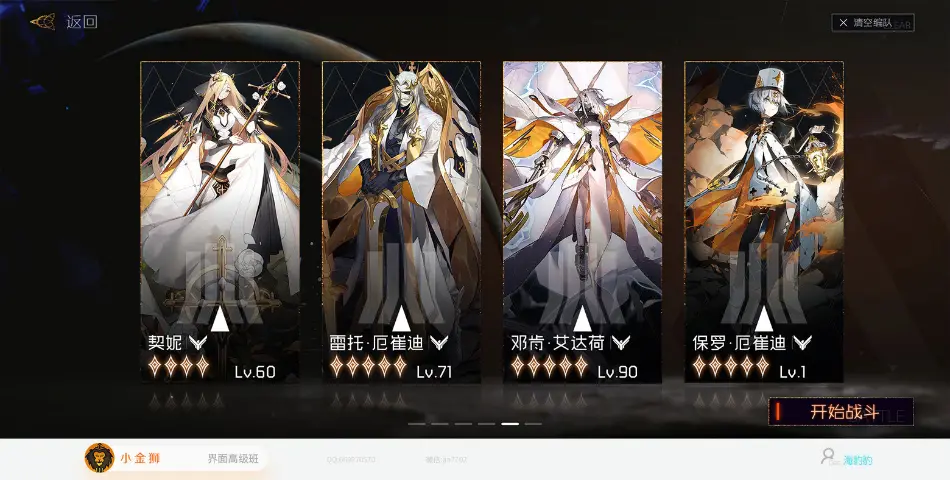 返回
清空编队
契妮
Lv.60
雷托·厄崔迪
Lv.71
邓肯·艾达荷
Lv.90
保罗·厄崔迪
Lv.1
开始战斗
小金狮
界面高级班
海豹豹